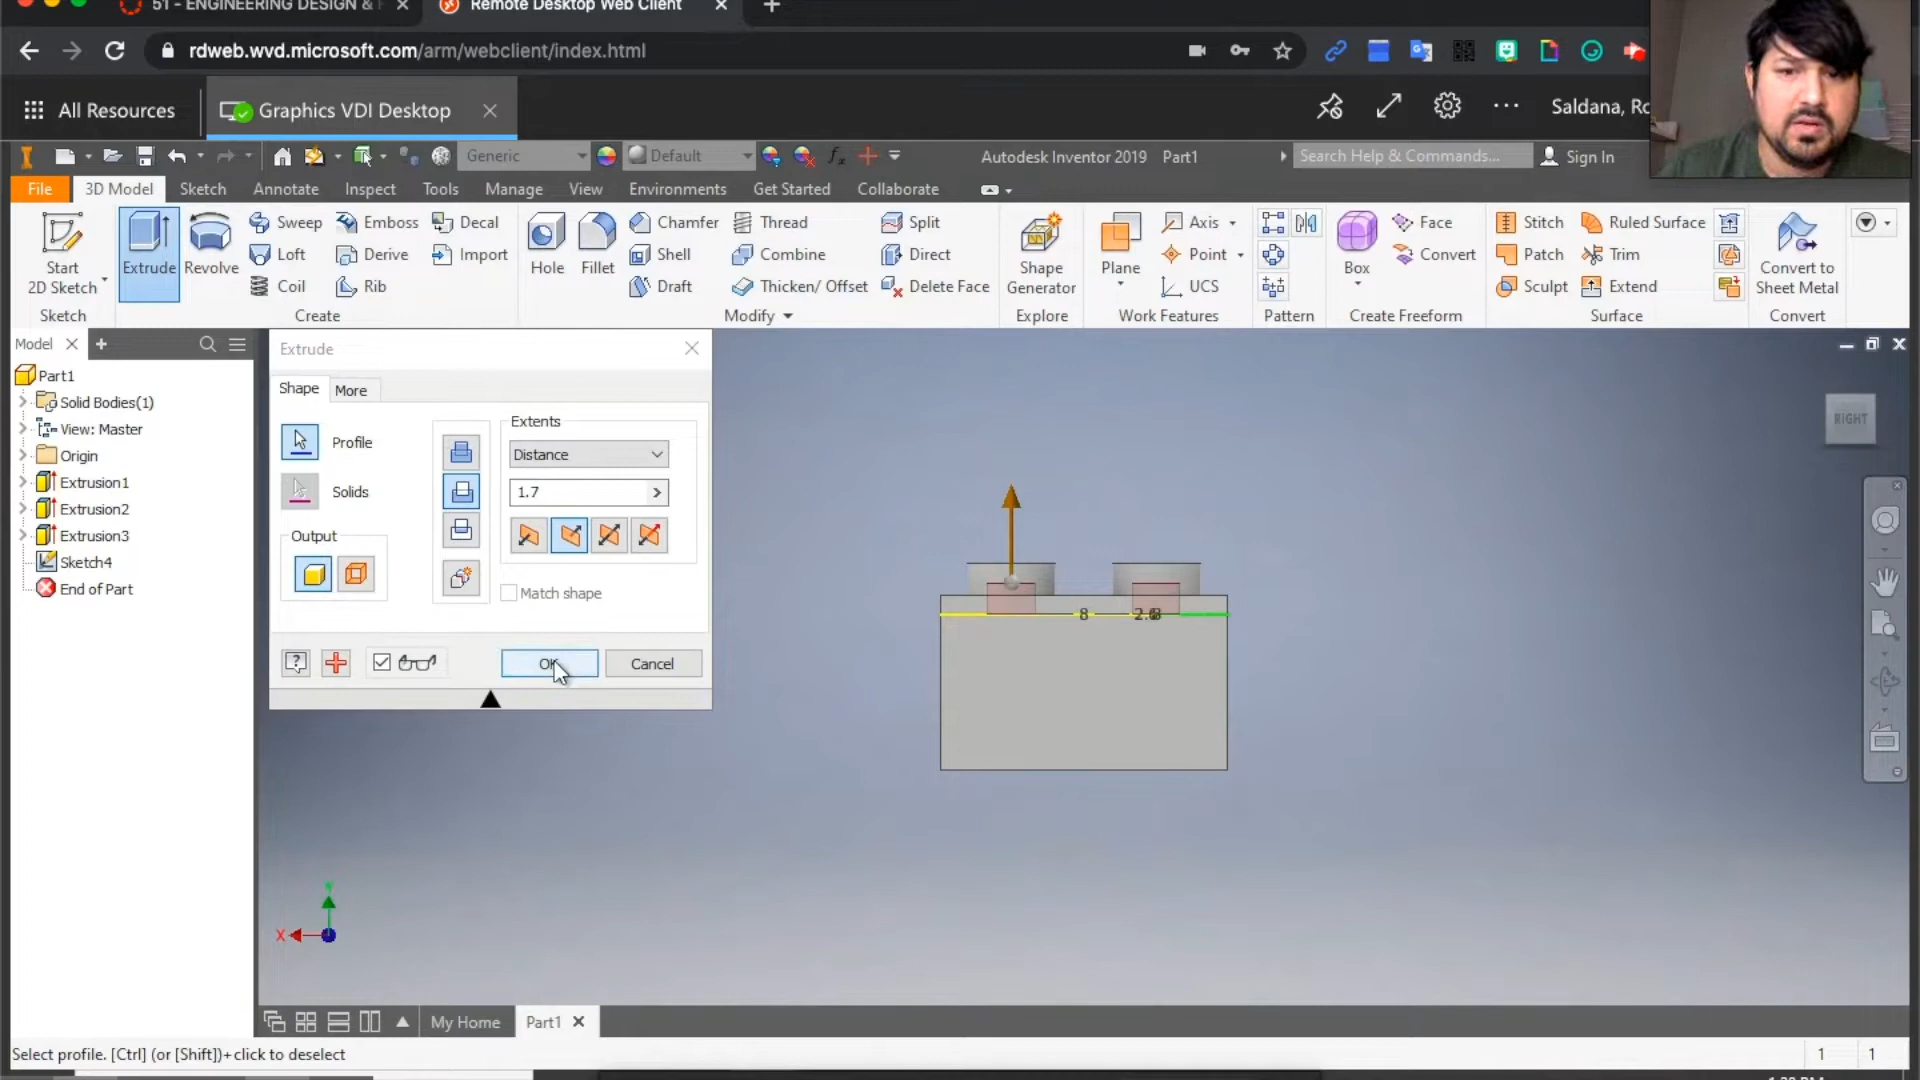 51 - ENGINEERING DESIGN &
Remote Desktop Web Client
rdweb.wvd.microsoft.com/arm/webclient/index.html
All Resources
Graphics VDI Desktop
Saldana, Ro
Generic
Default
Autodesk Inventor 2019 Part1
Search Help & Commands...
Sign In
File 3D Model Sketch Annotate Inspect Tools Manage View Environments Get Started Collaborate
Start
2D Sketch
Extrude
Revolve
Sweep
Loft
Coil
Emboss
Derive
Rib
Decal
Import
Hole
Fillet
Chamfer
Shell
Draft
Thread
Combine
Thicken/ Offset
Split
Direct
Delete Face
Shape
Generator
Plane
Axis
Point
UCS
Box
Face
Convert
Stitch
Patch
Sculpt
Ruled Surface
Trim
Extend
Convert to
Sheet Metal
Sketch Create Modify Explore Work Features Pattern Create Freeform Surface Convert
Model
Part1
Solid Bodies(1)
View: Master
Origin
Extrusion1
Extrusion2
Extrusion3
Sketch4
End of Part
Extrude
Shape More
Profile
Solids
Output
Extents
Distance
1.7
Match shape
OK
Cancel
RIGHT
8
X
My Home
Part1
Select profile. [Ctrl] (or [Shift])+click to deselect
1 1